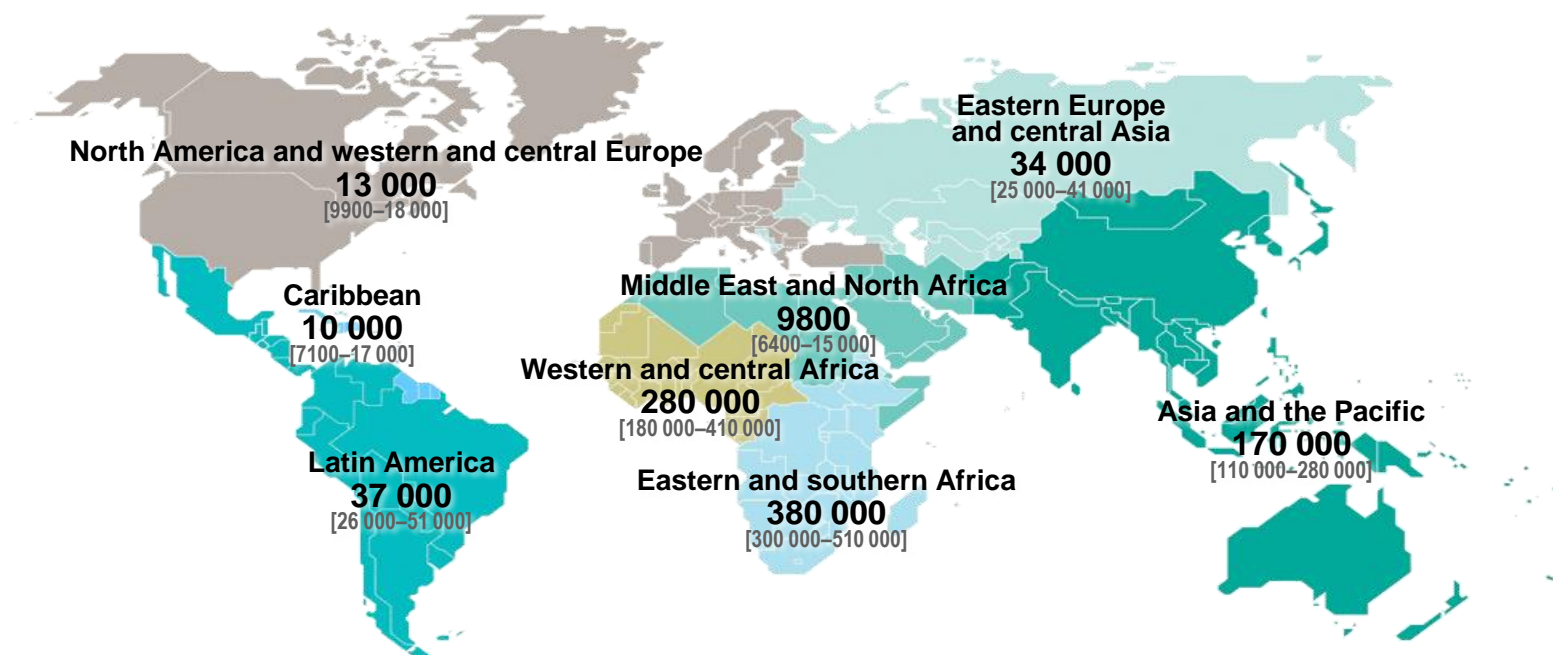 North America and western and central Europe
13 000
[9900–18 000]
Eastern Europe
and central Asia
34 000
[25 000–41 000]
Caribbean
10 000
[7100–17 000]
Middle East and North Africa
9800
[6400–15 000]
Western and central Africa
280 000
[180 000–410 000]
Asia and the Pacific
170 000
[110 000–280 000]
Latin America
37 000
[26 000–51 000]
Eastern and southern Africa
380 000
[300 000–510 000]